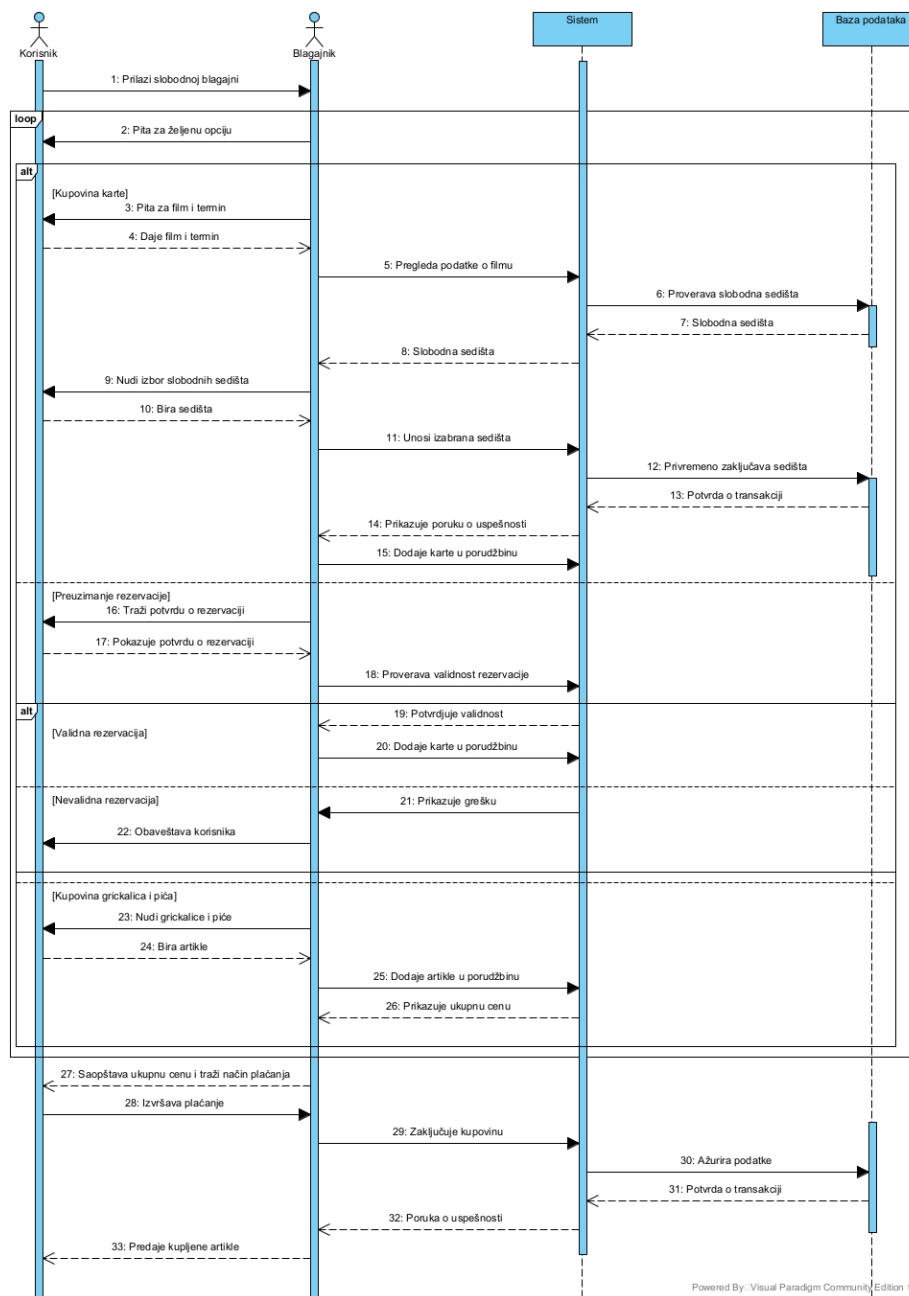 Korisnik
Blagajnik
Sistem
Baza podataka
1: Prilazi slobodnoj blagajni
loop
2: Pita za željenu opciju
alt
[Kupovina karte]
3: Pita za film i termin
4: Daje film i termin
5: Pregleda podatke o filmu
6: Proverava slobodna sedišta
7: Slobodna sedišta
8: Slobodna sedišta
9: Nudi izbor slobodnih sedišta
10: Bira sedišta
11: Unosi izabrana sedišta
12: Privremeno zaključava sedišta
13: Potvrda o transakciji
14: Prikazuje poruku o uspešnosti
15: Dodaje karte u porudžbinu
[Preuzimanje rezervacije]
16: Traži potvrdu o rezervaciji
17: Pokazuje potvrdu o rezervaciji
18: Proverava validnost rezervacije
alt
19: Potvrdjuje validnost
[Validna rezervacija]
20: Dodaje karte u porudžbinu
[Nevalidna rezervacija]
21: Prikazuje grešku
22: Obaveštava korisnika
[Kupovina grickalica i pića]
23: Nudi grickalice i piće
24: Bira artikle
25: Dodaje artikle u porudžbinu
26: Prikazuje ukupnu cenu
27: Saopštava ukupnu cenu i traži način plaćanja
28: Izvršava plaćanje
29: Zaključuje kupovinu
30: Ažurira podatke
31: Potvrda o transakciji
32: Poruka o uspešnosti
33: Predaje kupljene artikle
Powered By Visual Paradigm Community Edition